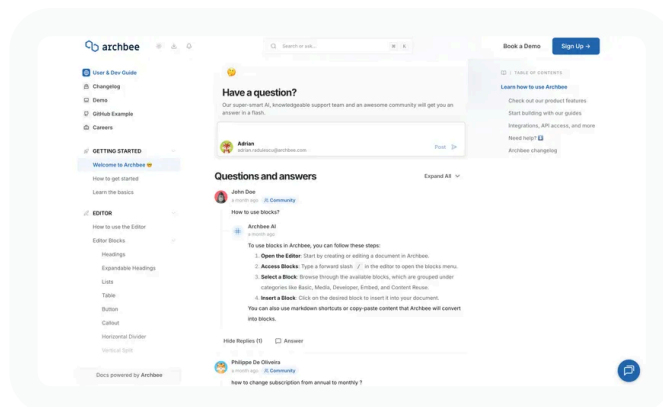 archbee
Search or ask...
⌘ K
Book a Demo
Sign Up →
User & Dev Guide
Changelog
Demo
GitHub Example
Careers
GETTING STARTED
Welcome to Archbee
How to get started
Learn the basics
EDITOR
How to use the Editor
Editor Blocks
Headings
Expandable Headings
Lists
Table
Button
Callout
Horizontal Divider
Vertical Split
Docs powered by Archbee
Have a question?
Our super-smart AI, knowledgeable support team and an awesome community will get you an
answer in a flash.
Adrian
Post
Questions and answers
Expand All
John Doe
a month ago Community
How to use blocks?
Archbee AI
a month ago
To use blocks in Archbee, you can follow these steps:
1. Open the Editor: Start by creating or editing a document in Archbee.
2. Access Blocks: Type a forward slash / in the editor to open the blocks menu.
3. Select a Block: Browse through the available blocks, which are grouped under
categories like Basic, Media, Developer, Embed, and Content Reuse.
4. Insert a Block: Click on the desired block to insert it into your document.
You can also use markdown shortcuts or copy-paste content that Archbee will convert
into blocks.
Hide Replies (1)
Answer
Philippe De Oliveira
a month ago Community
how to change subscription from annual to monthly ?
TABLE OF CONTENTS
Learn how to use Archbee
Check out our product features
Start building with our guides
Integrations, API access, and more
Need help?
Archbee changelog